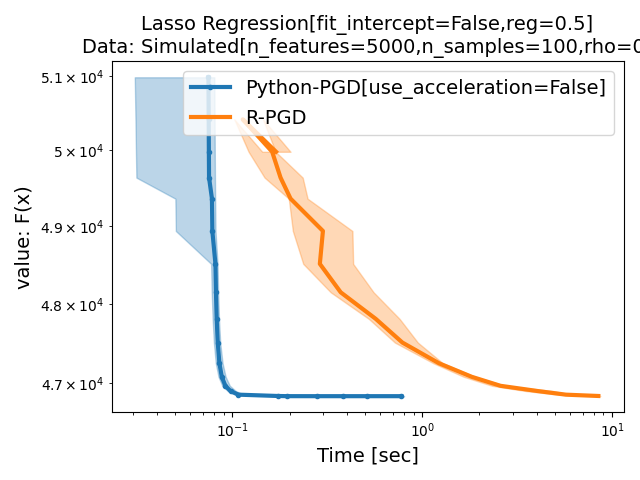 Lasso Regression[fit_intercept=False,reg=0.5]
Data: Simulated[n_features=5000,n_samples=100,rho=0
Python-PGD[use_acceleration=False]
R-PGD
value: F(x)
5.1 × 10⁴
5 × 10⁴
4.9 × 10⁴
4.8 × 10⁴
4.7 × 10⁴
10⁻¹
10⁰
10¹
Time [sec]